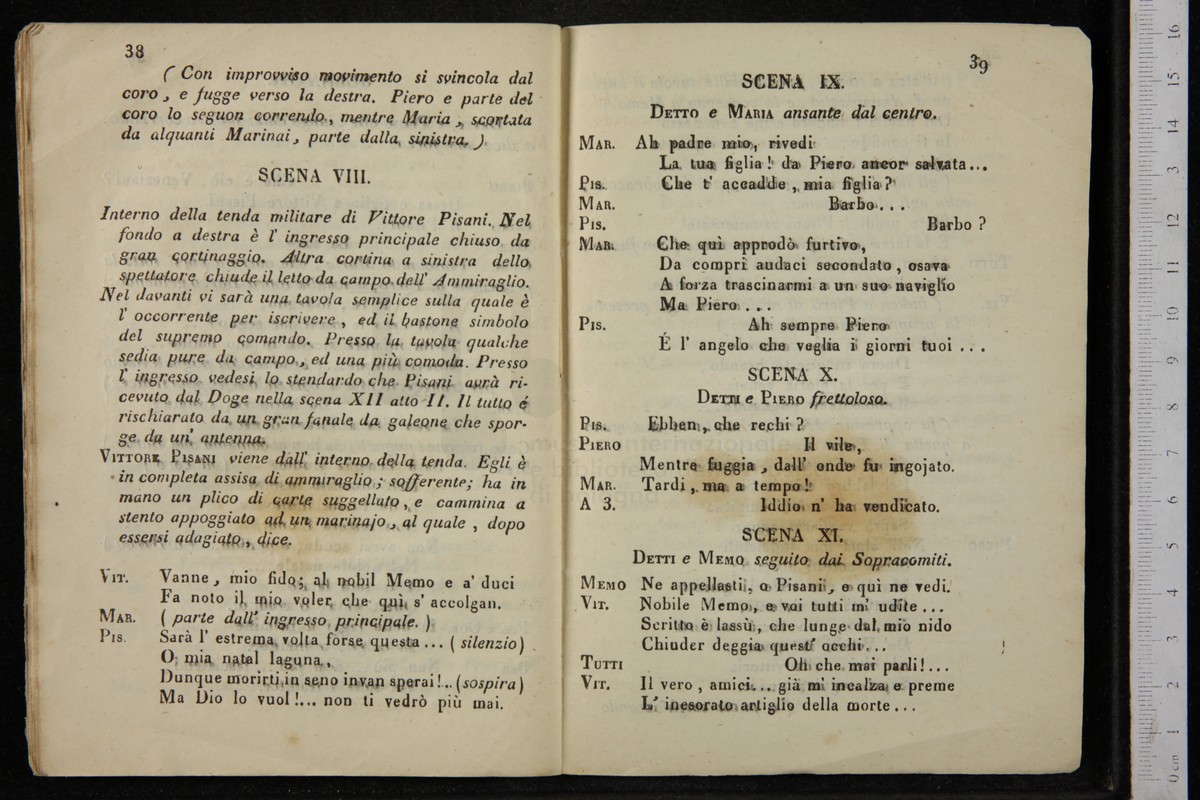 38
( Con improvviso movimento si svincola dal
coro, e fugge verso la destra. Piero e parte del
coro lo seguon correndo, mentre Maria, scortata
da alquanti Marinai, parte dalla sinistra. )
SCENA VIII.
Interno della tenda militare di Vittore Pisani. Nel
fondo a destra è l' ingresso principale chiuso da
gran cortinaggio. Altra cortina a sinistra dello
spettatore chiude il letto da campo dell' Ammiraglio.
Nel davanti vi sarà una tavola semplice sulla quale è
l' occorrente per iscrivere, ed il bastone simbolo
del supremo comando. Presso la tavola qualche
sedia pure da campo, ed una più comoda. Presso
l' ingresso vedesi lo stendardo che Pisani avrà ri-
cevuto dal Doge nella scena XII atto II. Il tutto é
rischiarato da un gran fanale da galeone che spor-
ge da un' antenna.
VITTORE PISANI viene dall' interno della tenda. Egli è
in completa assisa di ammiraglio; sofferente; ha in
mano un plico di carte suggellato, e cammina a
stento appoggiato ad un marinajo, al quale, dopo
essersi adagiato, dice.
VIT. Vanne, mio fido; al nobil Memo e a' duci
Fa noto il mio voler che quì s' accolgan.
MAR. ( parte dall' ingresso principale. )
PIS. Sarà l' estrema volta forse questa... ( silenzio )
O mia natal laguna,
Dunque morirti in seno invan sperai!.. (sospira)
Ma Dio lo vuol!... non ti vedrò più mai.
39
SCENA IX.
DETTO e MARIA ansante dal centro.
MAR. Ah padre mio, rivedi
La tua figlia! da Piero ancor salvata...
PIS. Che t' accadde, mia figlia?
MAR. Barbo...
PIS. Barbo ?
MAR. Che quì approdò furtivo,
Da compri audaci secondato, osava
A forza trascinarmi a un suo naviglio
Ma Piero...
PIS. Ah sempre Piero
É l' angelo che veglia i giorni tuoi...
SCENA X.
DETTI e PIERO frettoloso.
PIS. Ebben, che rechi ?
PIERO Il vile,
Mentre fuggia, dall' onde fu ingojato.
MAR. Tardi, ma a tempo!
A 3. Iddio n' ha vendicato.
SCENA XI.
DETTI e MEMO seguito dai Sopracomiti.
MEMO Ne appellasti, o Pisani, e quì ne vedi.
VIT. Nobile Memo, e voi tutti m' udite...
Scritto è lassù, che lunge dal mio nido
Chiuder deggia quest' occhi...
TUTTI Oh che mai parli!...
VIT. Il vero, amici... già m' incalza e preme
L' inesorato artiglio della morte...